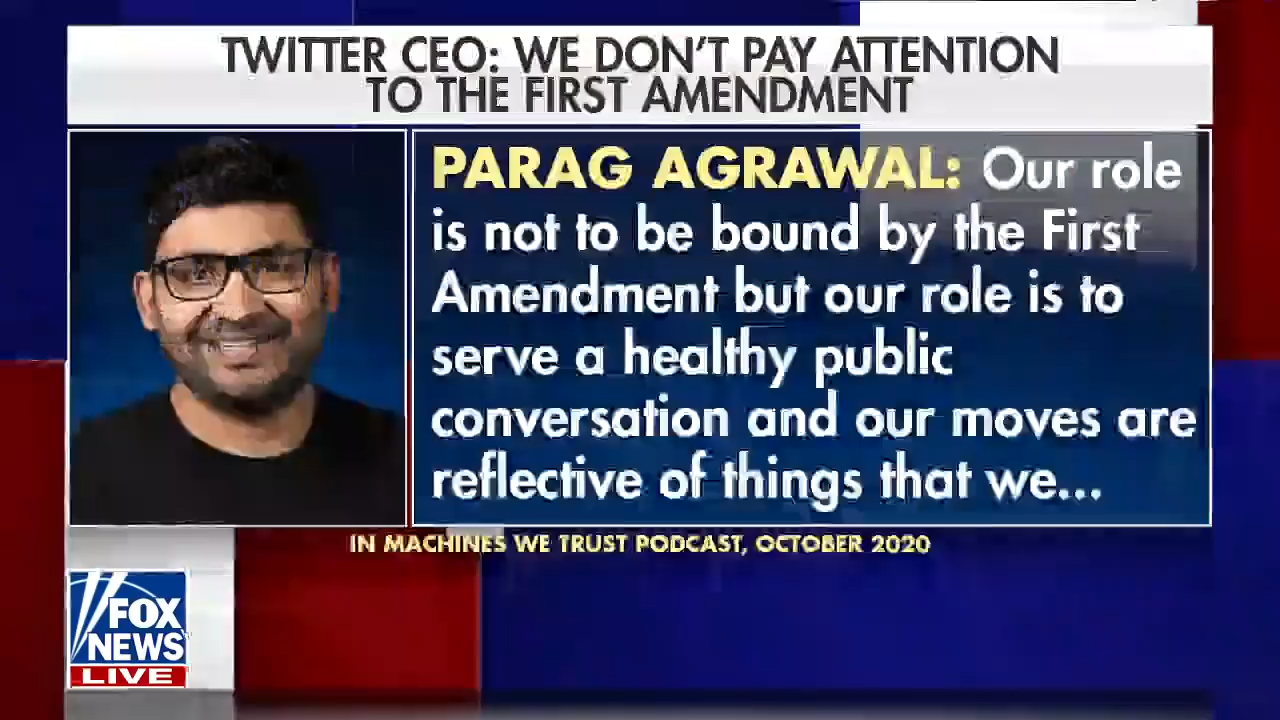 TWITTER CEO: WE DON'T PAY ATTENTION
TO THE FIRST AMENDMENT
PARAG AGRAWAL: Our role
is not to be bound by the First
Amendment but our role is to
serve a healthy public
conversation and our moves are
reflective of things that we...
IN MACHINES WE TRUST PODCAST, OCTOBER 2020
FOX
NEWS
LIVE